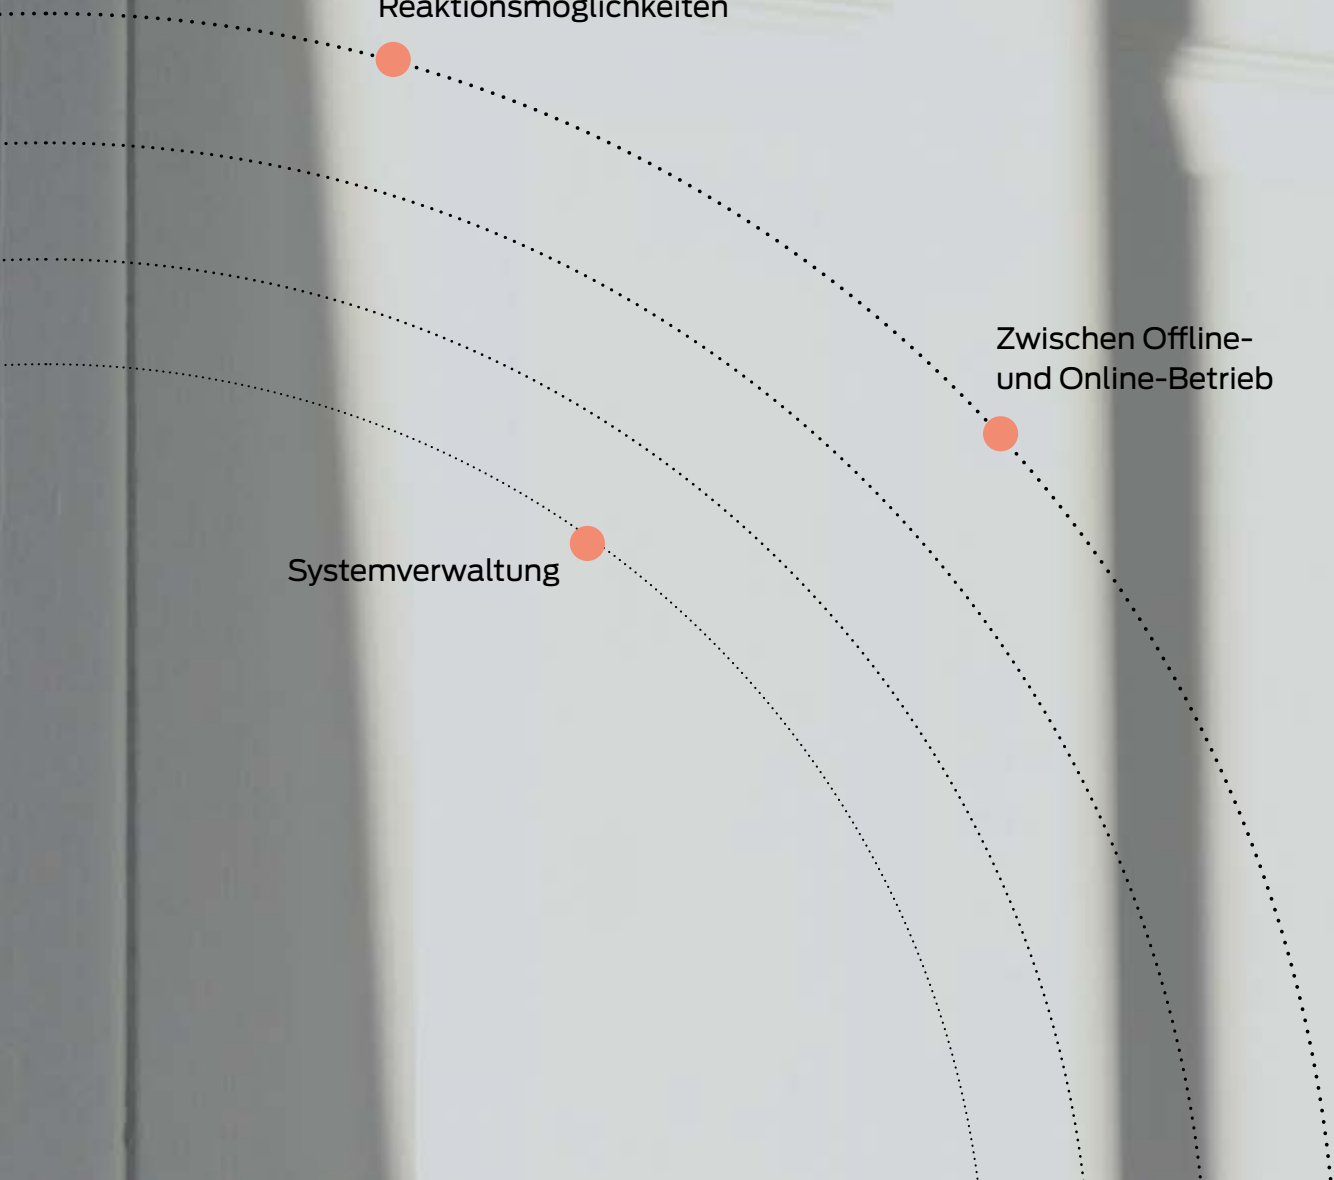 Reaktionsmöglichkeiten
Zwischen Offline-
und Online-Betrieb
Systemverwaltung